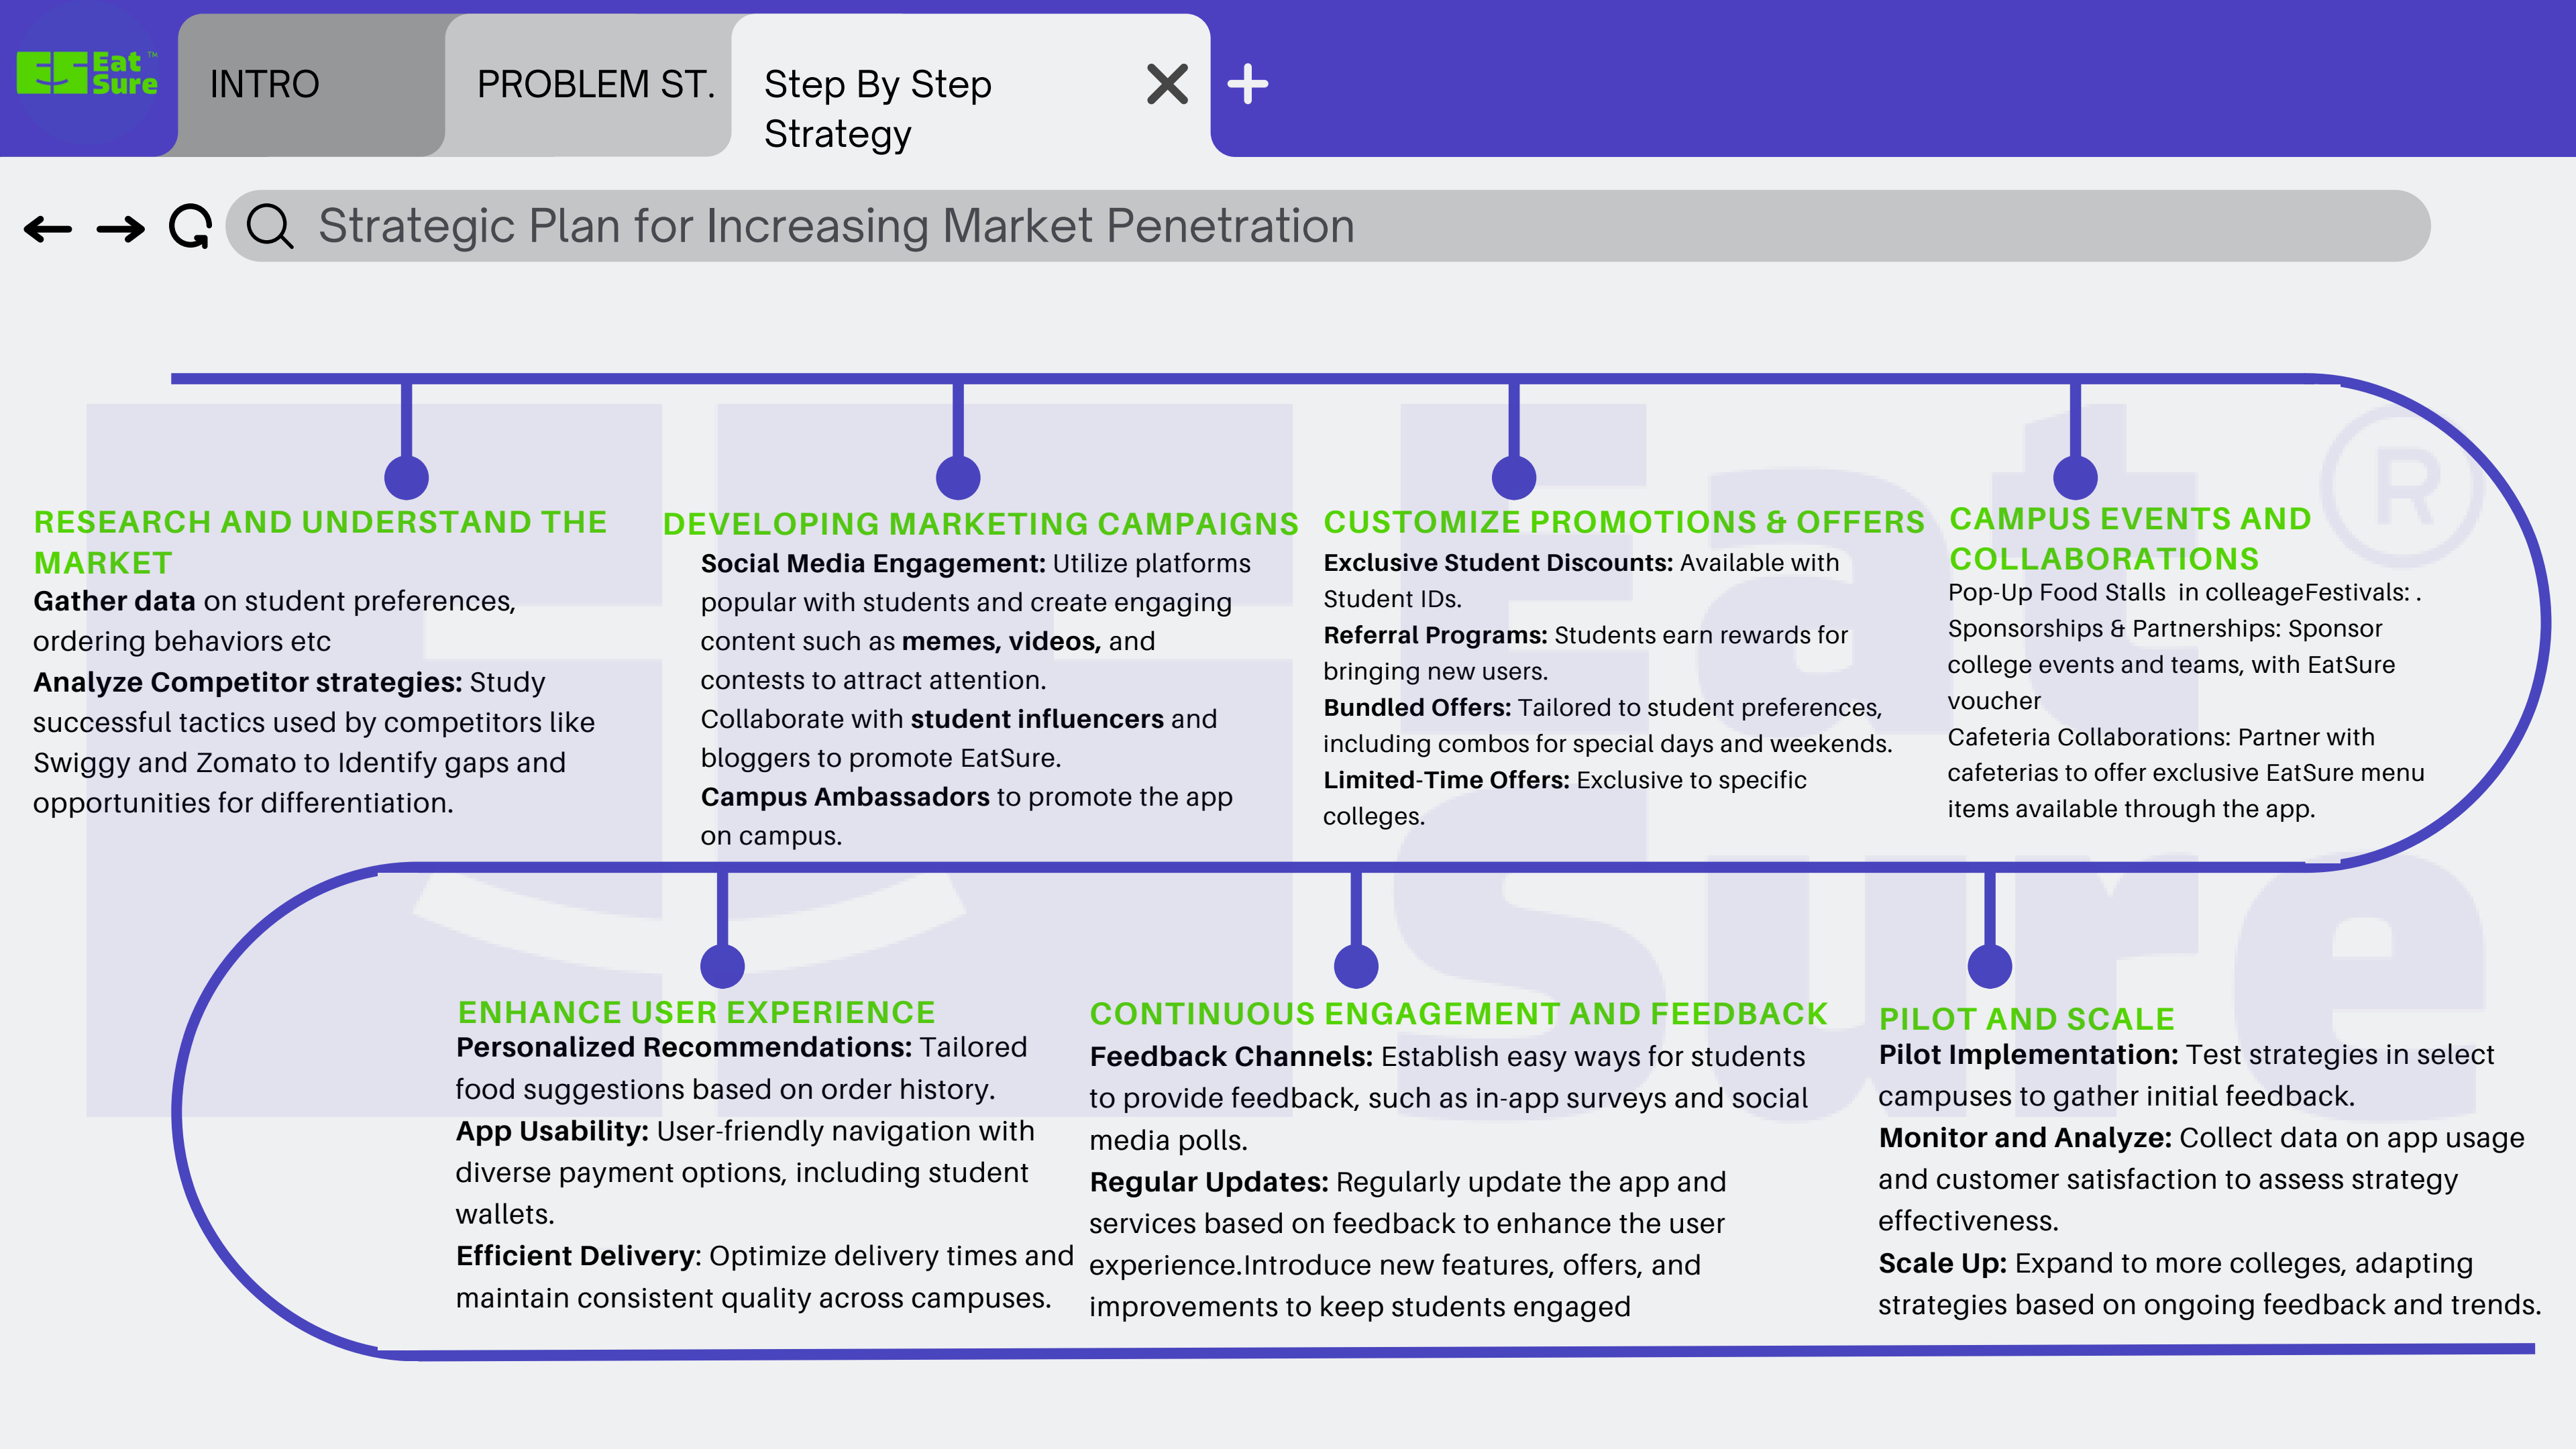 Eat ™
Sure
INTRO
PROBLEM ST.
Step By Step
Strategy
Strategic Plan for Increasing Market Penetration
RESEARCH AND UNDERSTAND THE
MARKET
Gather data on student preferences,
ordering behaviors etc
Analyze Competitor strategies: Study
successful tactics used by competitors like
Swiggy and Zomato to Identify gaps and
opportunities for differentiation.
DEVELOPING MARKETING CAMPAIGNS
Social Media Engagement: Utilize platforms
popular with students and create engaging
content such as memes, videos, and
contests to attract attention.
Collaborate with student influencers and
bloggers to promote EatSure.
Campus Ambassadors to promote the app
on campus.
CUSTOMIZE PROMOTIONS & OFFERS
Exclusive Student Discounts: Available with
Student IDs.
Referral Programs: Students earn rewards for
bringing new users.
Bundled Offers: Tailored to student preferences,
including combos for special days and weekends.
Limited-Time Offers: Exclusive to specific
colleges.
CAMPUS EVENTS AND
COLLABORATIONS
Pop-Up Food Stalls in colleageFestivals: .
Sponsorships & Partnerships: Sponsor
college events and teams, with EatSure
voucher
Cafeteria Collaborations: Partner with
cafeterias to offer exclusive EatSure menu
items available through the app.
ENHANCE USER EXPERIENCE
Personalized Recommendations: Tailored
food suggestions based on order history.
App Usability: User-friendly navigation with
diverse payment options, including student
wallets.
Efficient Delivery: Optimize delivery times and
maintain consistent quality across campuses.
CONTINUOUS ENGAGEMENT AND FEEDBACK
Feedback Channels: Establish easy ways for students
to provide feedback, such as in-app surveys and social
media polls.
Regular Updates: Regularly update the app and
services based on feedback to enhance the user
experience.Introduce new features, offers, and
improvements to keep students engaged
PILOT AND SCALE
Pilot Implementation: Test strategies in select
campuses to gather initial feedback.
Monitor and Analyze: Collect data on app usage
and customer satisfaction to assess strategy
effectiveness.
Scale Up: Expand to more colleges, adapting
strategies based on ongoing feedback and trends.
Eat ®
Sure